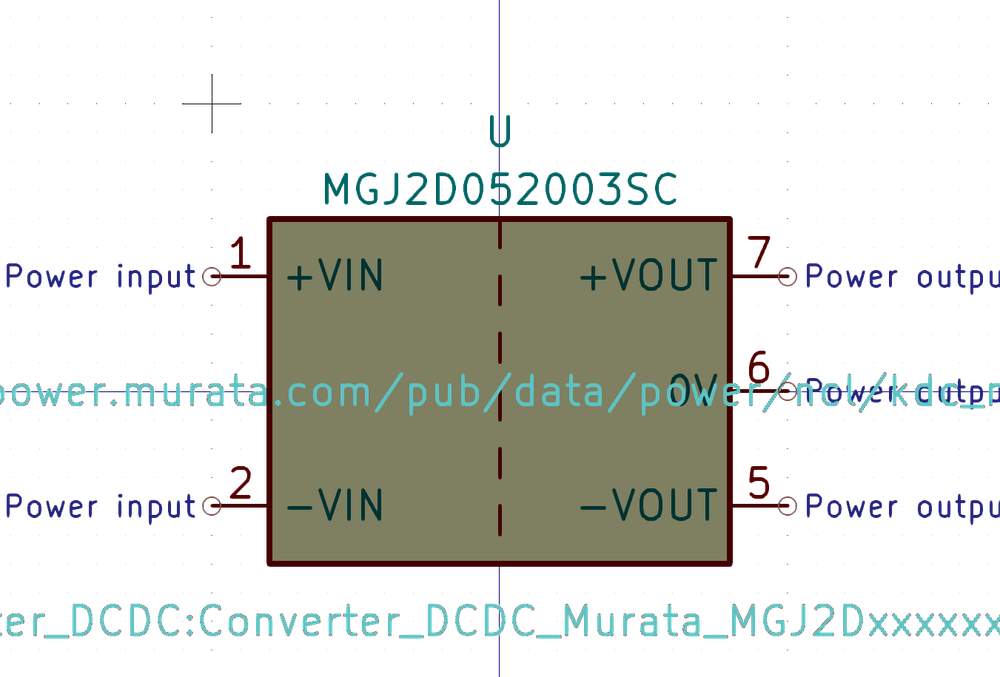 U
MGJ2D052003SC
Power input 1 +VIN +VOUT 7 Power outpu
power.murata.com/pub/data/power/ncl/kdc_
0V 6 Power outpu
Power input 2 -VIN -VOUT 5 Power outpu
ter_DCDC:Converter_DCDC_Murata_MGJ2Dxxxxxx